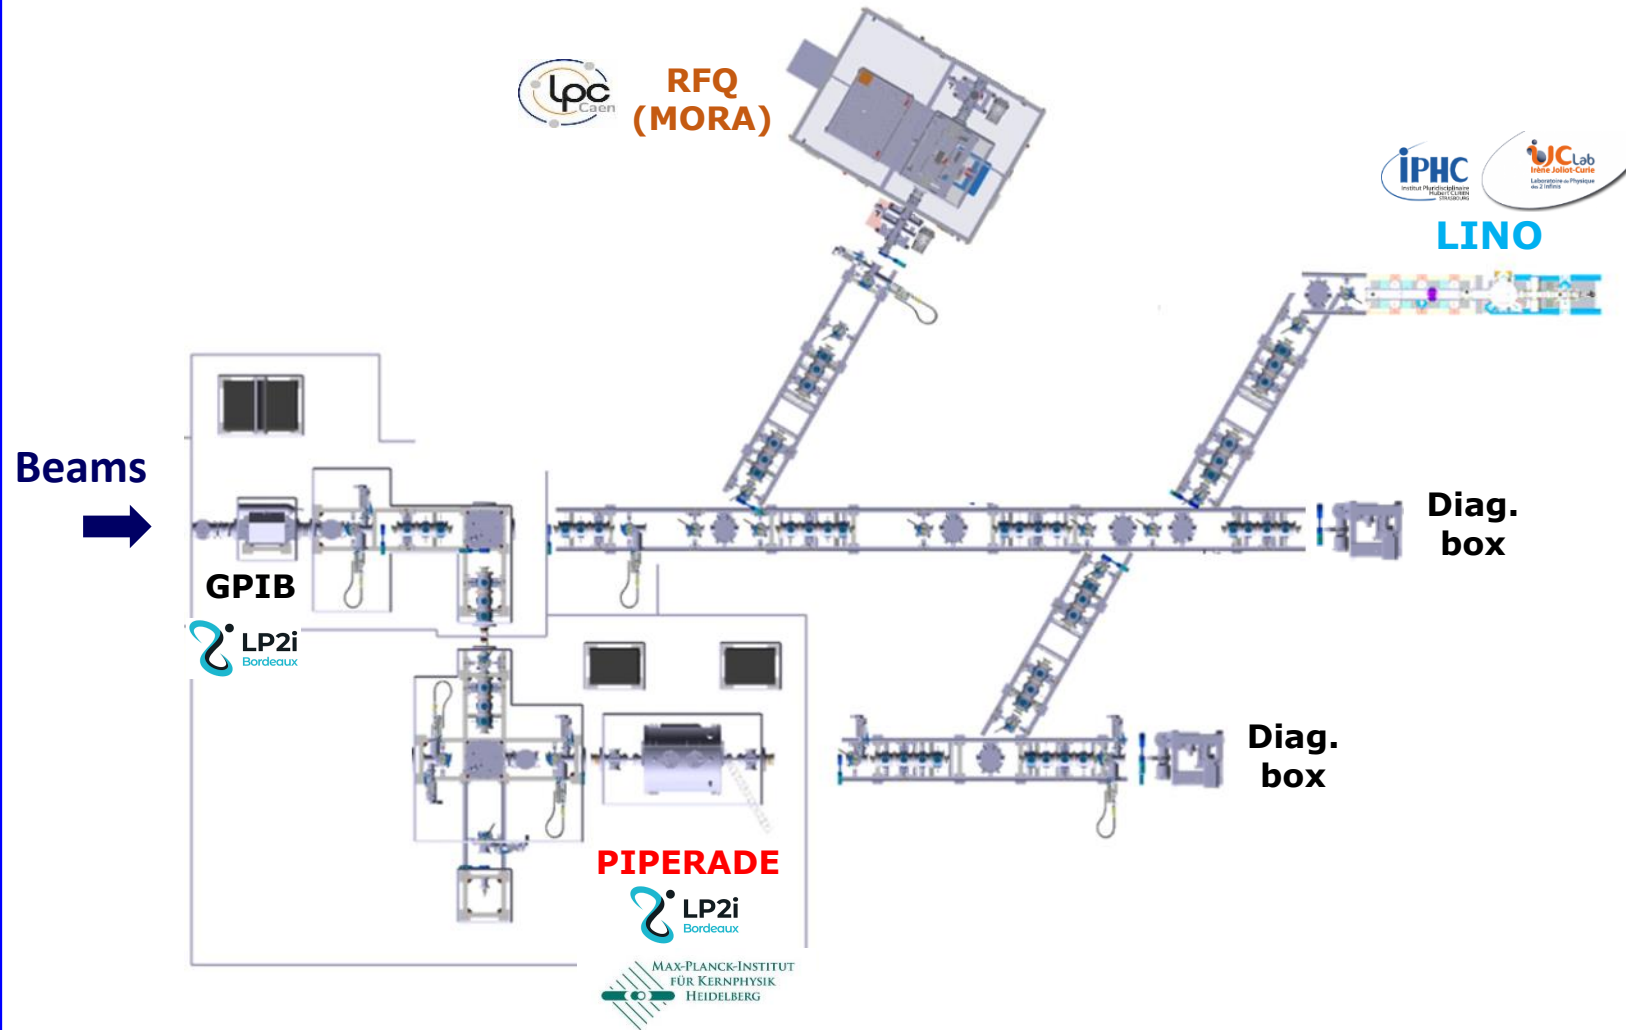 lpc
Caen
RFQ
(MORA)
iPHC
Institut Pluridisciplinaire
Hubert CURIEN
STRASBOURG
iJCLab
Irène Joliot-Curie
Laboratoire de Physique
des 2 Infinis
LINO
Beams
Diag.
box
GPIB
LP2i
Bordeaux
Diag.
box
PIPERADE
LP2i
Bordeaux
MAX-PLANCK-INSTITUT
FÜR KERNPHYSIK
HEIDELBERG